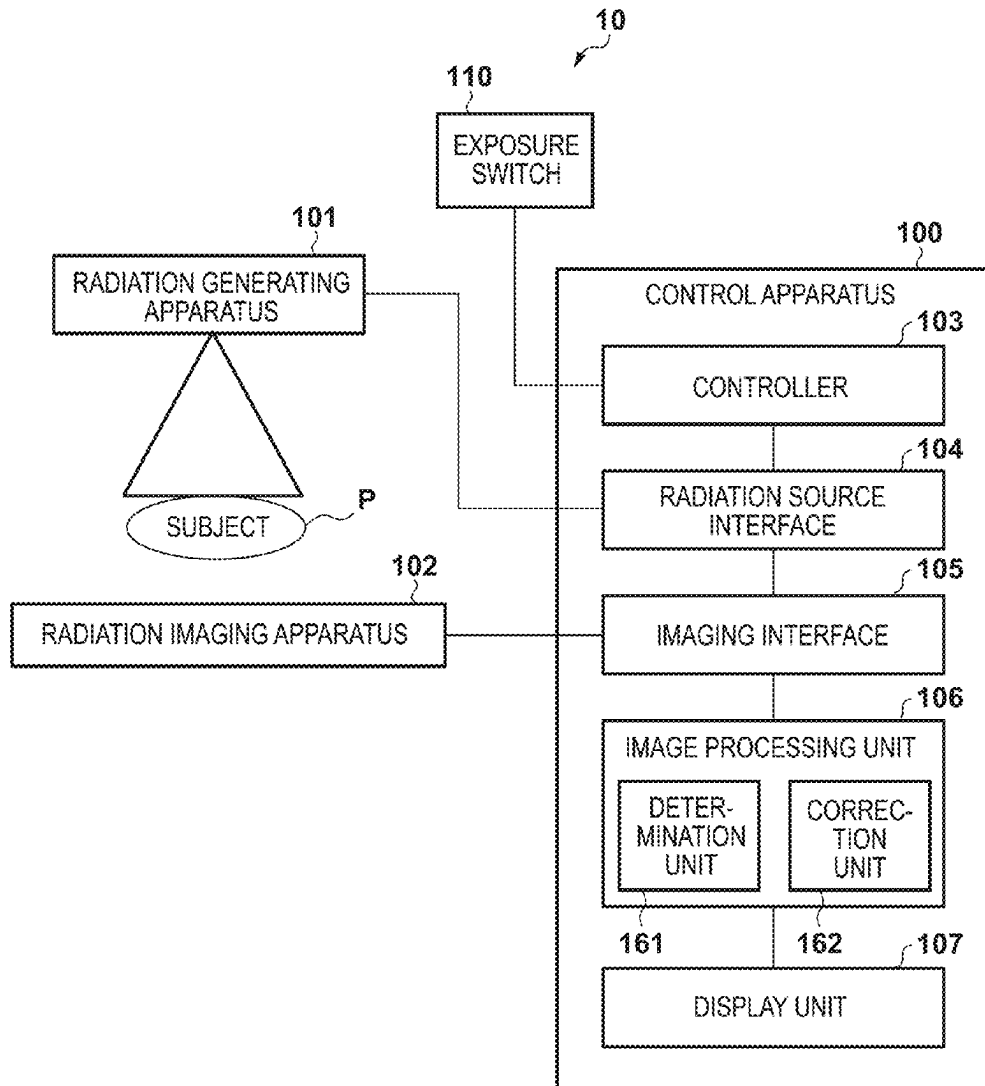 10
110
EXPOSURE
SWITCH
101
RADIATION GENERATING
APPARATUS
100
CONTROL APPARATUS
103
CONTROLLER
104
RADIATION SOURCE
INTERFACE
SUBJECT
P
102
RADIATION IMAGING APPARATUS
105
IMAGING INTERFACE
106
IMAGE PROCESSING UNIT
DETER-
MINATION
UNIT
CORREC-
TION
UNIT
161
162
107
DISPLAY UNIT